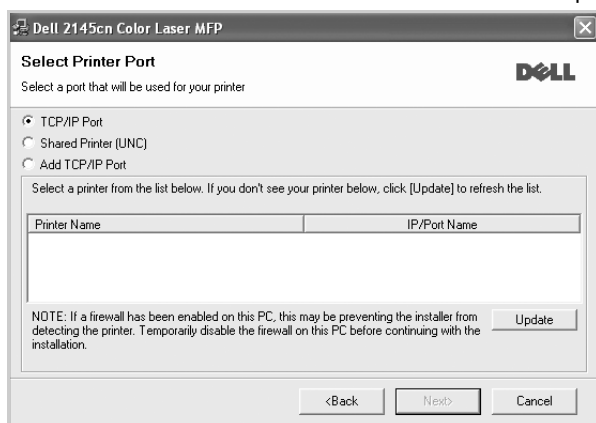 Dell 2145cn Color Laser MFP
Select Printer Port
Select a port that will be used for your printer
DELL
TCP/IP Port
Shared Printer (UNC)
Add TCP/IP Port
Select a printer from the list below. If you don't see your printer below, click [Update] to refresh the list.
Printer Name IP/Port Name
NOTE: If a firewall has been enabled on this PC, this may be preventing the installer from
detecting the printer. Temporarily disable the firewall on this PC before continuing with the
installation.
Update
<Back Next> Cancel